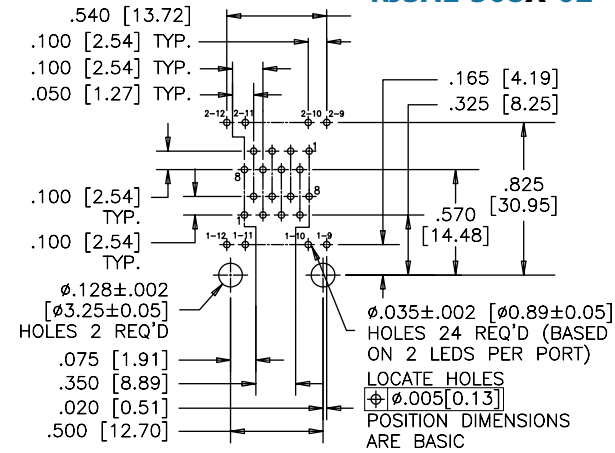 .540 [13.72]
.100 [2.54] TYP.
.100 [2.54] TYP.
.050 [1.27] TYP.
.165 [4.19]
.325 [8.25]
2-12 2-11 2-10 2-9
1
8
8
1
.100 [2.54]
TYP.
.100 [2.54]
TYP.
.825
[30.95]
.570
[14.48]
1-12 1-11 1-10 1-9
ø.128±.002
[ø3.25±0.05]
HOLES 2 REQ'D
.075 [1.91]
.350 [8.89]
.020 [0.51]
.500 [12.70]
ø.035±.002 [ø0.89±0.05]
HOLES 24 REQ'D (BASED
ON 2 LEDS PER PORT)
LOCATE HOLES
⌖ ø.005[0.13]
POSITION DIMENSIONS
ARE BASIC